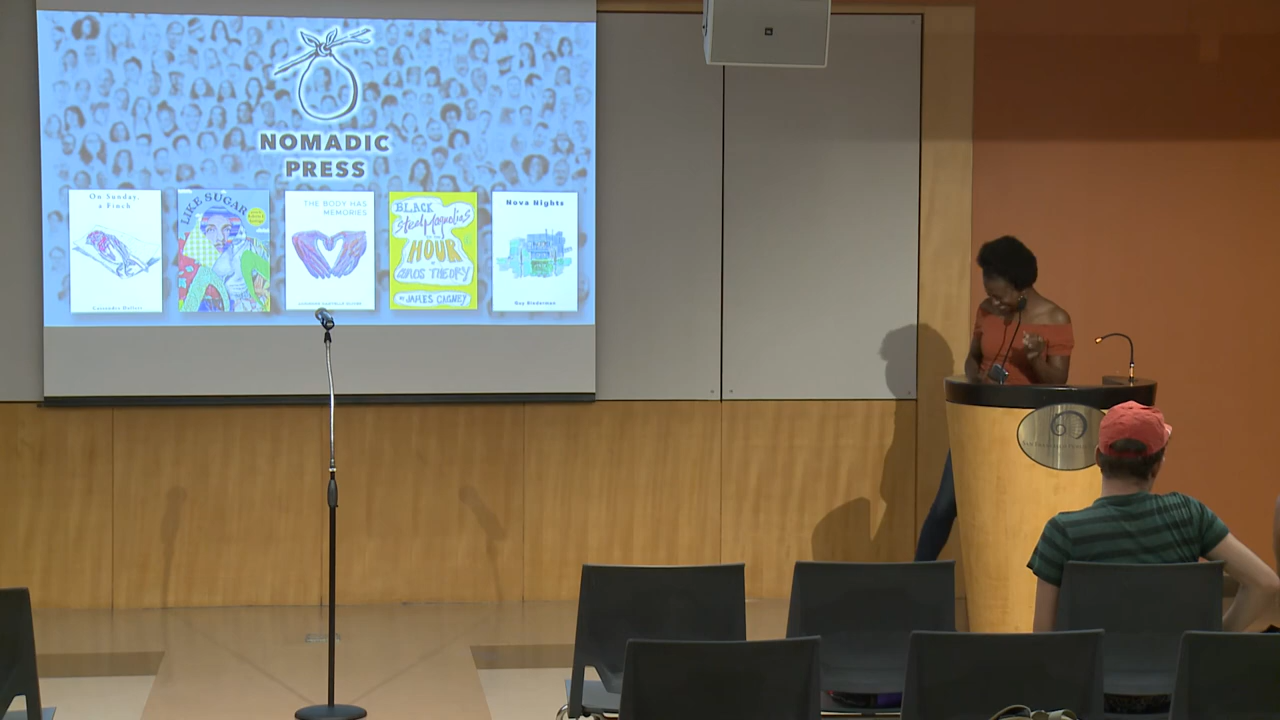 NOMADIC
PRESS
On Sunday,
a Finch
LIKE SUGAR
THE BODY HAS
MEMORIES
BLACK
Steel Magnolias
HOUR
CHAOS THEORY
BY JAMES CAGNEY
Nova Nights